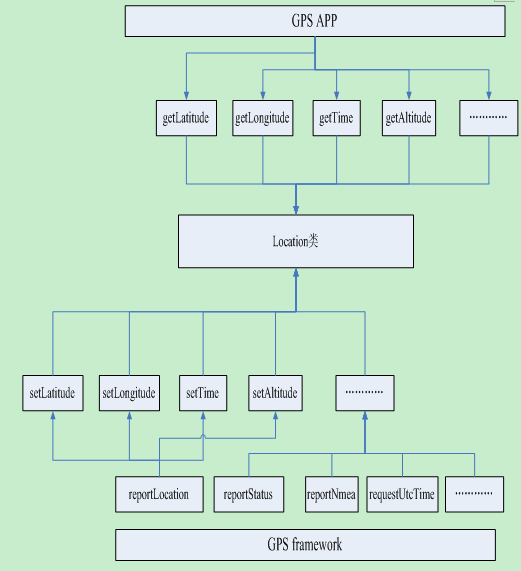 GPS APP
getLatitude
getLongitude
getTime
getAltitude
…………
Location类
setLatitude
setLongitude
setTime
setAltitude
…………
reportLocation
reportStatus
reportNmea
requestUtcTime
…………
GPS framework